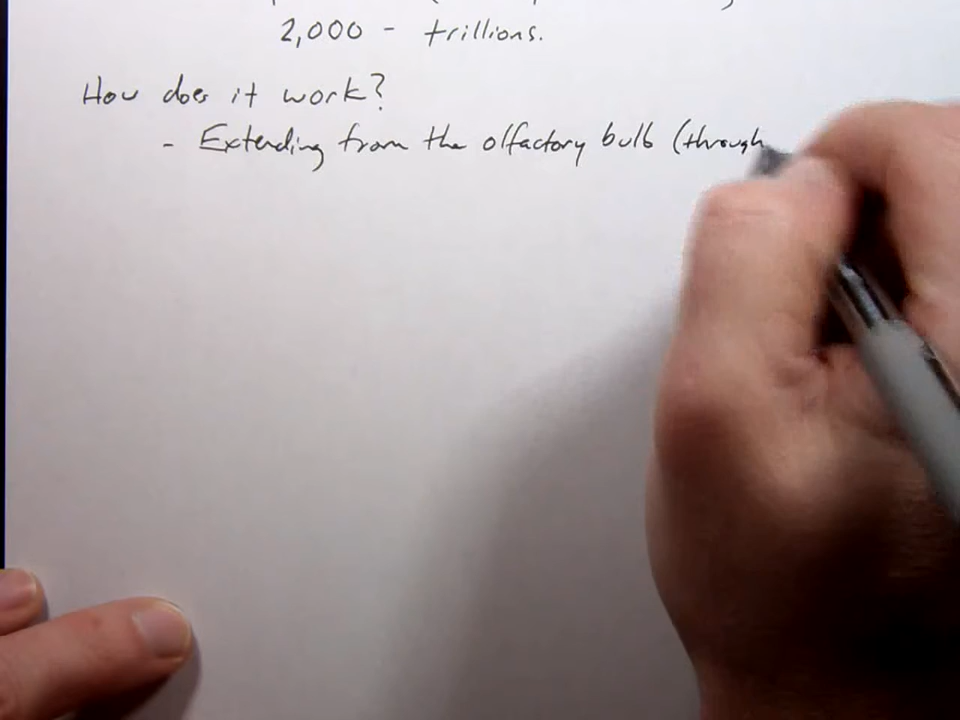 2,000 - trillions.
How does it work?
- Extending from the olfactory bulb (through